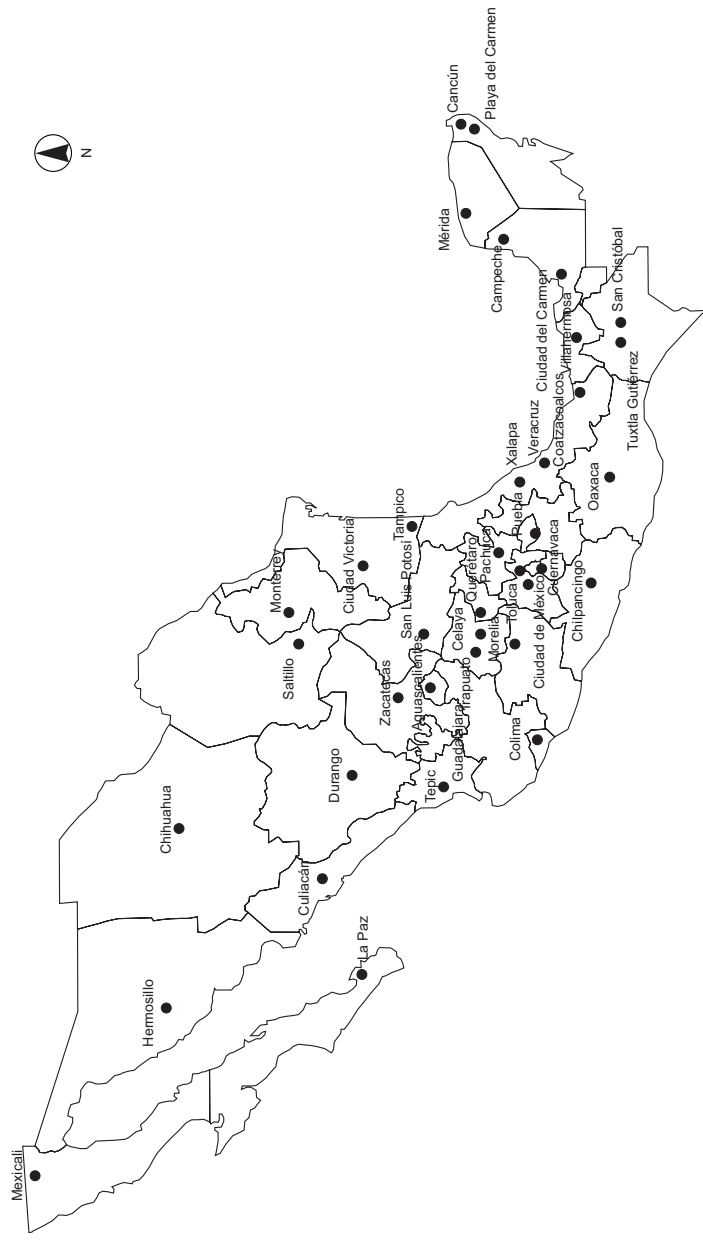 N
Mexicali
Hermosillo
Chihuahua
La Paz
Culiacán
Durango
Saltillo
Monterrey
Zacatecas
Ciudad Victoria
Tepic
Aguascalientes
San Luis Potosí
Tampico
Guadalajara
Irapuato
Celaya
Querétaro
Pachuca
Colima
Morelia
Toluca
Ciudad de México
Cuernavaca
Puebla
Xalapa
Veracruz
Chilpancingo
Oaxaca
Coatzacoalcos
Villahermosa
Ciudad del Carmen
Tuxtla Gutiérrez
San Cristóbal
Campeche
Mérida
Cancún
Playa del Carmen